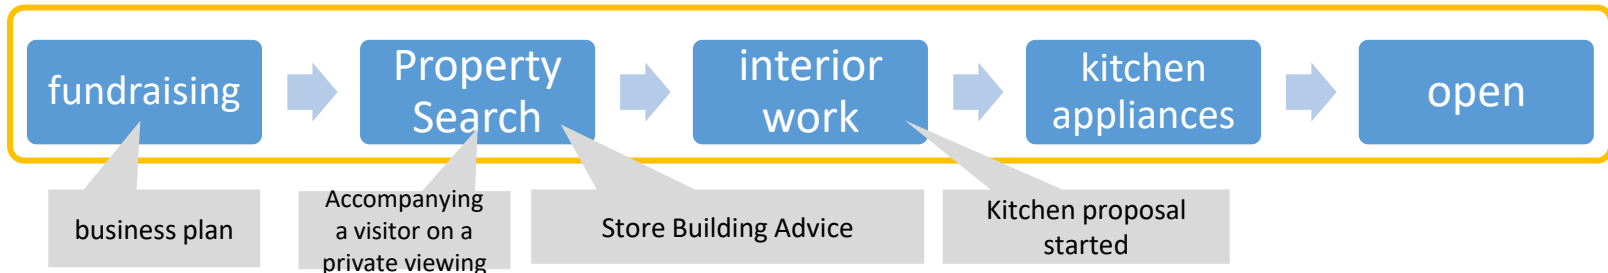 fundraising
Property
Search
interior
work
kitchen
appliances
open
business plan
Accompanying
a visitor on a
private viewing
Store Building Advice
Kitchen proposal
started